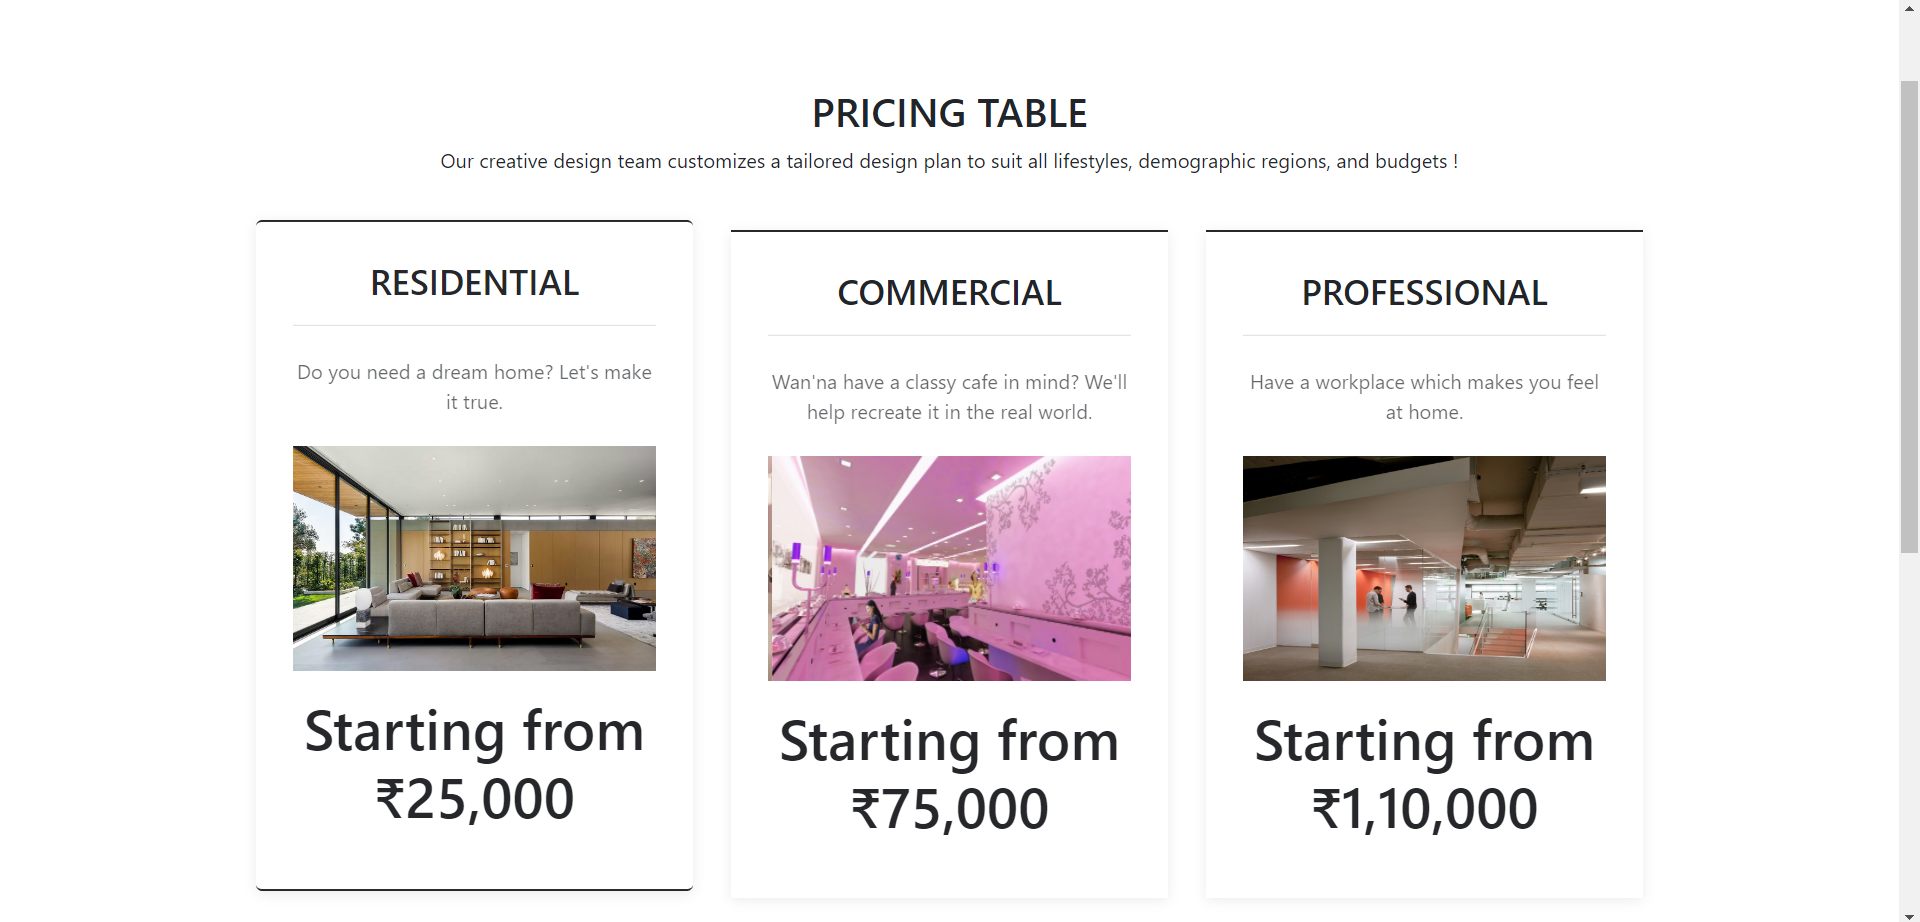 PRICING TABLE
Our creative design team customizes a tailored design plan to suit all lifestyles, demographic regions, and budgets !
RESIDENTIAL
Do you need a dream home? Let's make
it true.
Starting from
₹25,000
COMMERCIAL
Wan'na have a classy cafe in mind? We'll
help recreate it in the real world.
Starting from
₹75,000
PROFESSIONAL
Have a workplace which makes you feel
at home.
Starting from
₹1,10,000